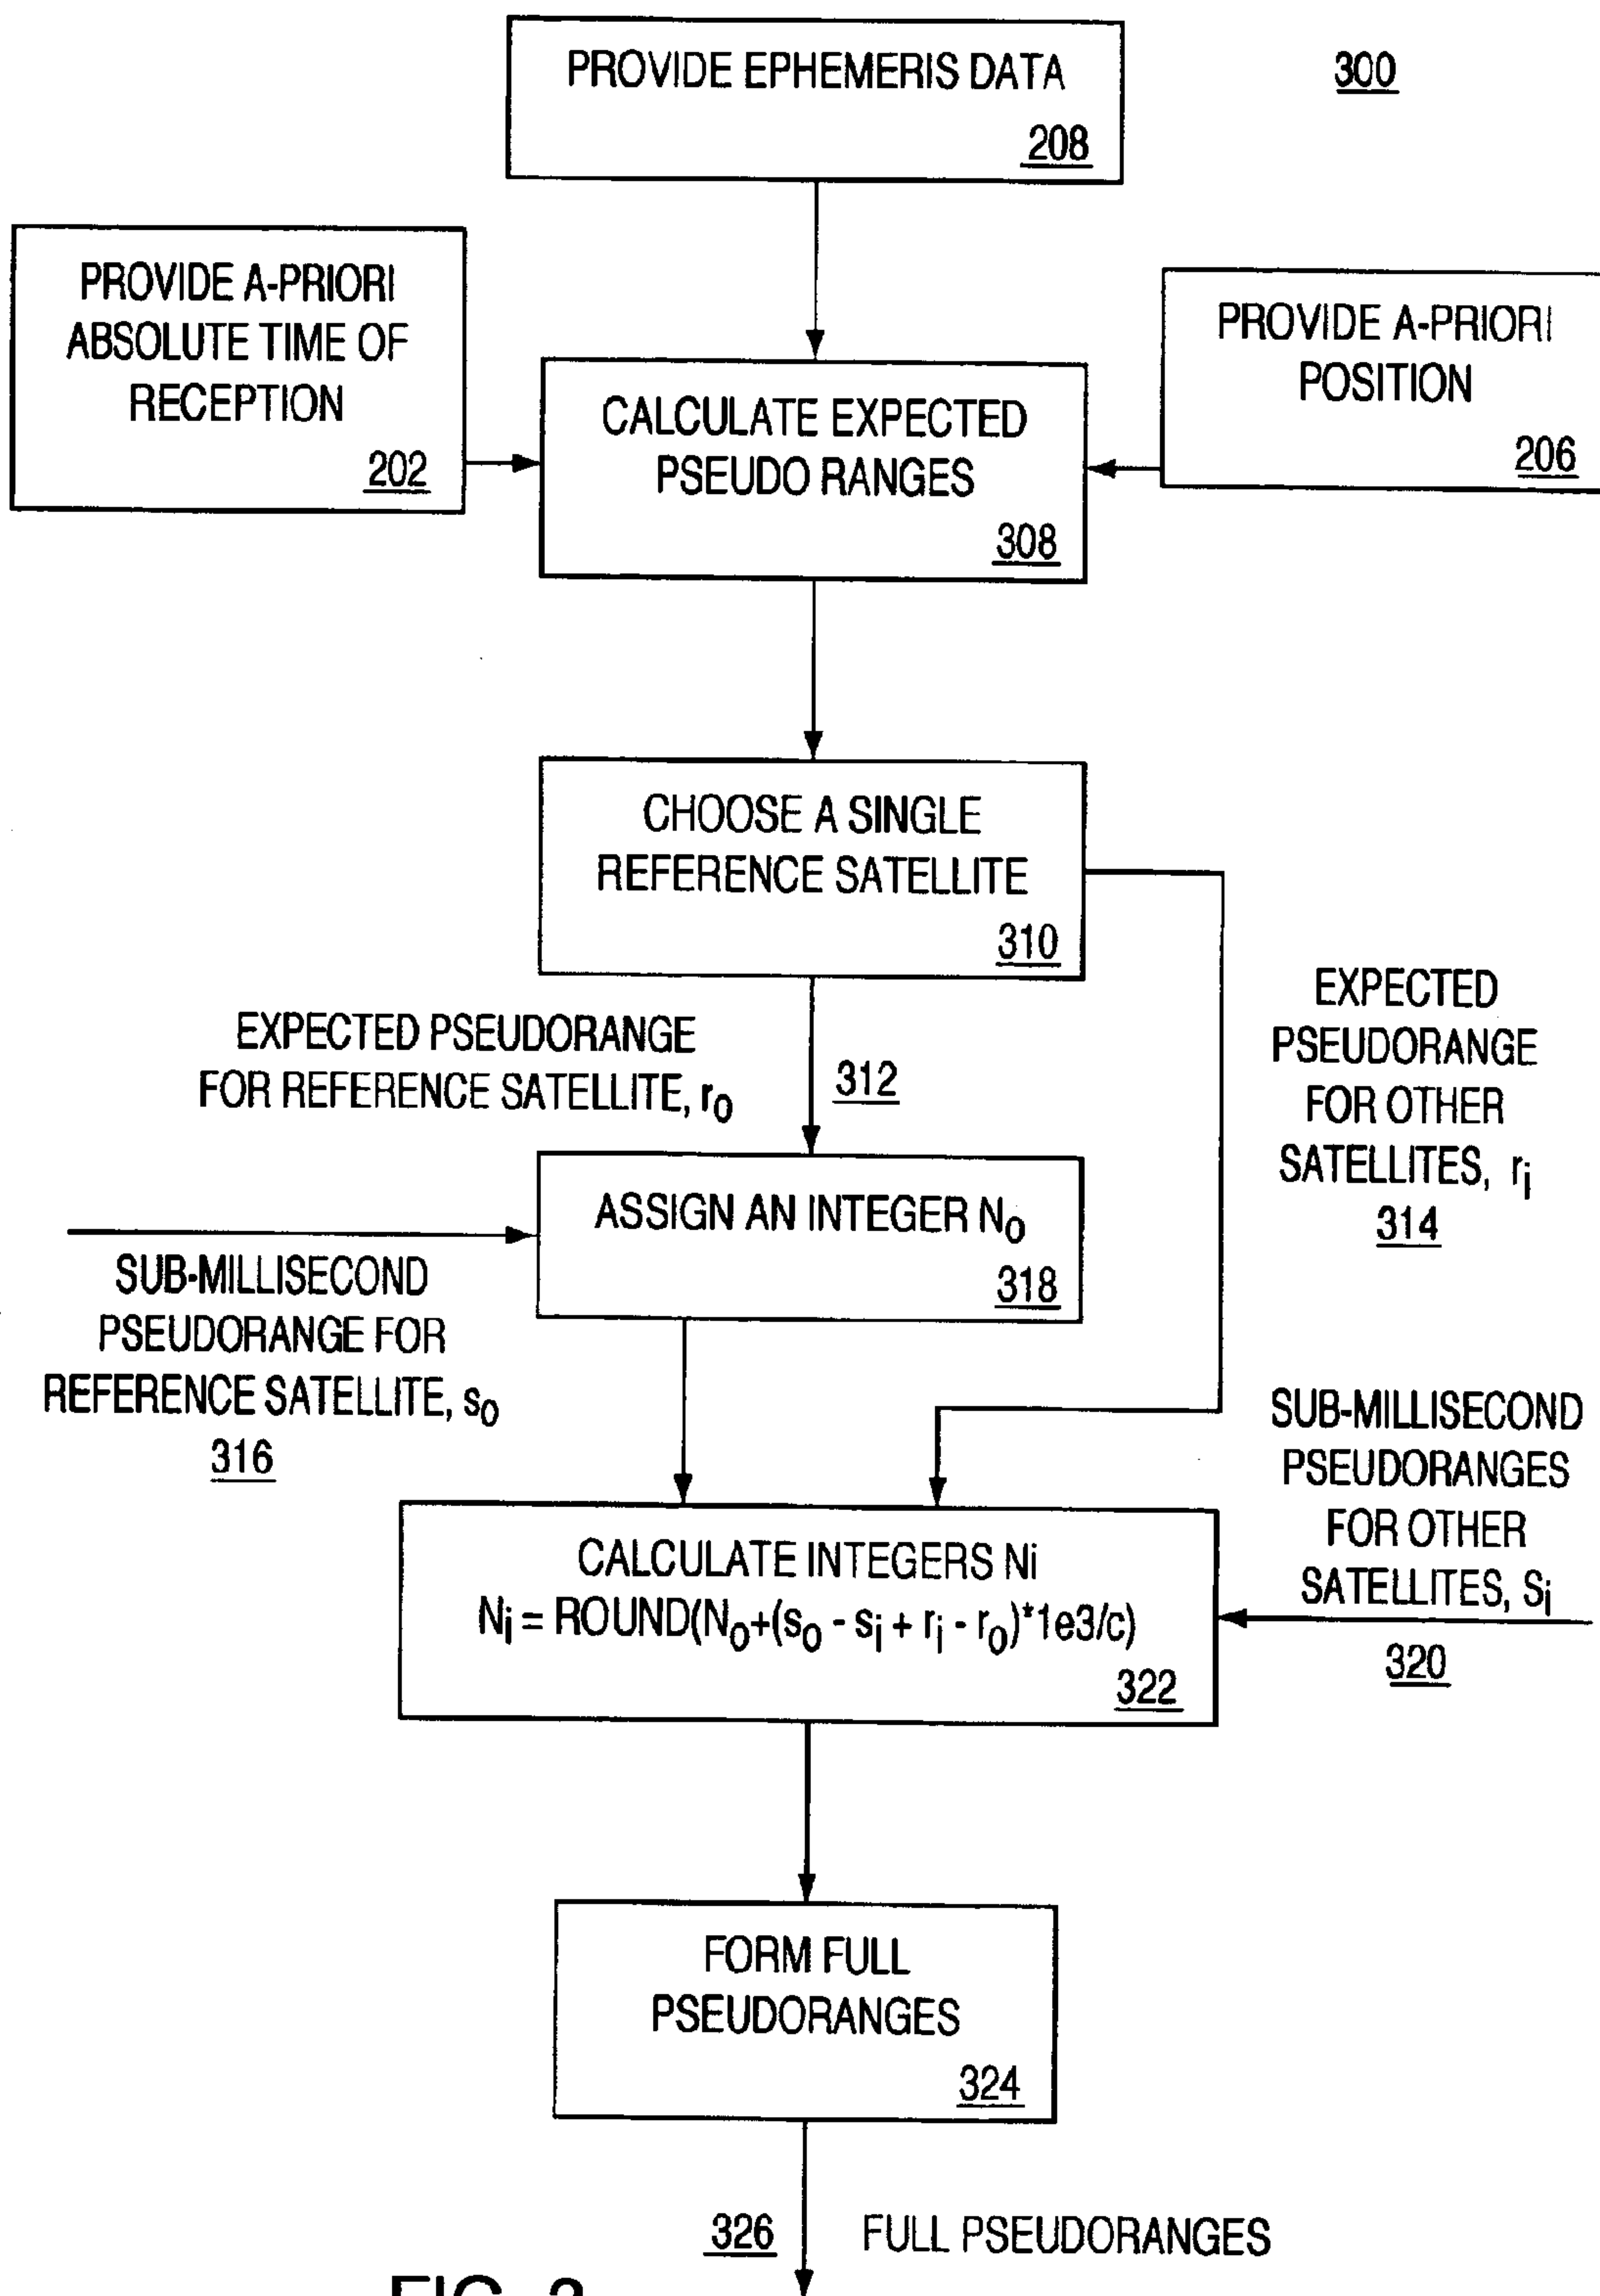 PROVIDE EPHEMERIS DATA
208
300
PROVIDE A-PRIORI
ABSOLUTE TIME OF
RECEPTION
202
PROVIDE A-PRIORI
POSITION
206
CALCULATE EXPECTED
PSEUDO RANGES
308
CHOOSE A SINGLE
REFERENCE SATELLITE
310
EXPECTED PSEUDORANGE
FOR REFERENCE SATELLITE, r₀
312
EXPECTED
PSEUDORANGE
FOR OTHER
SATELLITES, rᵢ
314
ASSIGN AN INTEGER N₀
318
SUB-MILLISECOND
PSEUDORANGE FOR
REFERENCE SATELLITE, s₀
316
SUB-MILLISECOND
PSEUDORANGES
FOR OTHER
SATELLITES, Sᵢ
320
CALCULATE INTEGERS Ni
Nᵢ = ROUND(N₀+(s₀ - sᵢ + rᵢ - r₀)*1e3/c)
322
FORM FULL
PSEUDORANGES
324
326
FULL PSEUDORANGES
FIG.